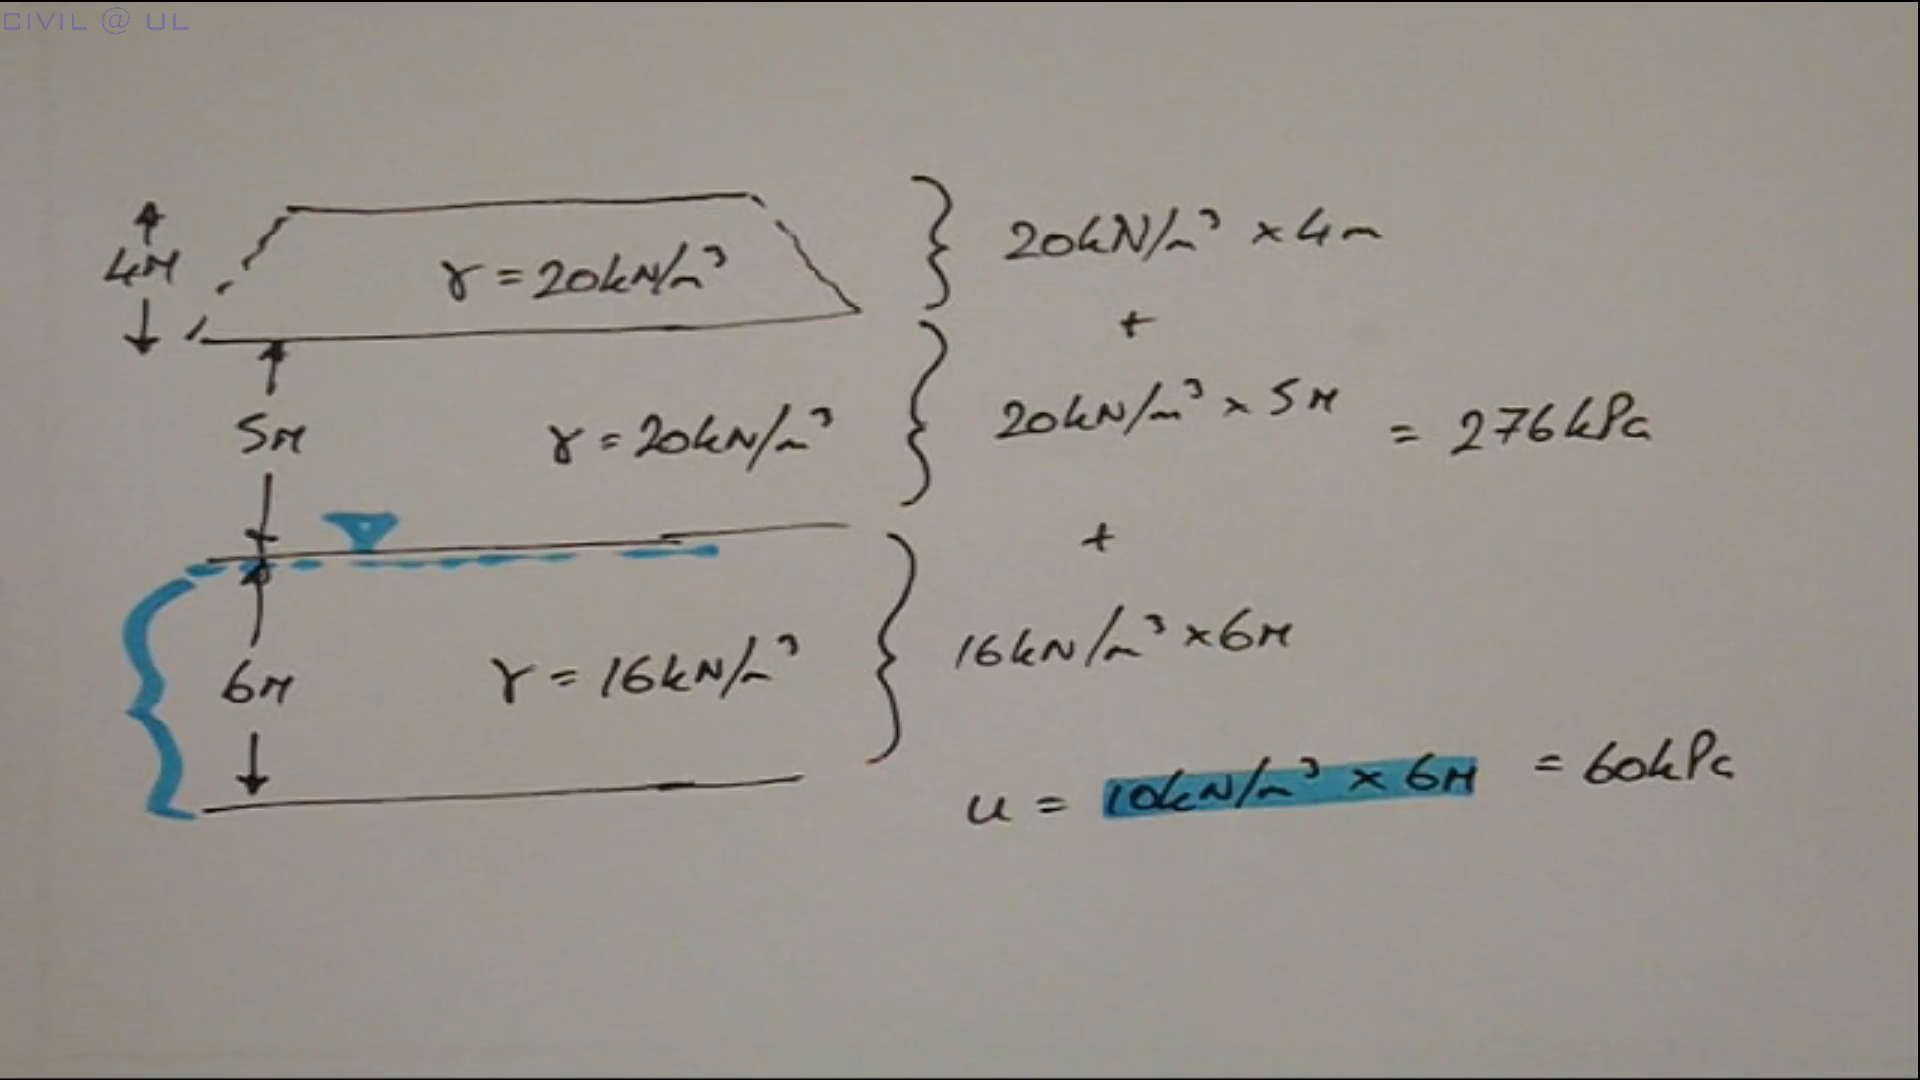 CIVIL @ UL
4M
γ = 20kN/m³
20kN/m³ × 4m
+
5M
γ = 20kN/m³
20kN/m³ × 5M
= 276kPa
+
6M
γ = 16kN/m³
16kN/m³ × 6M
u = 10kN/m³ × 6M = 60kPa